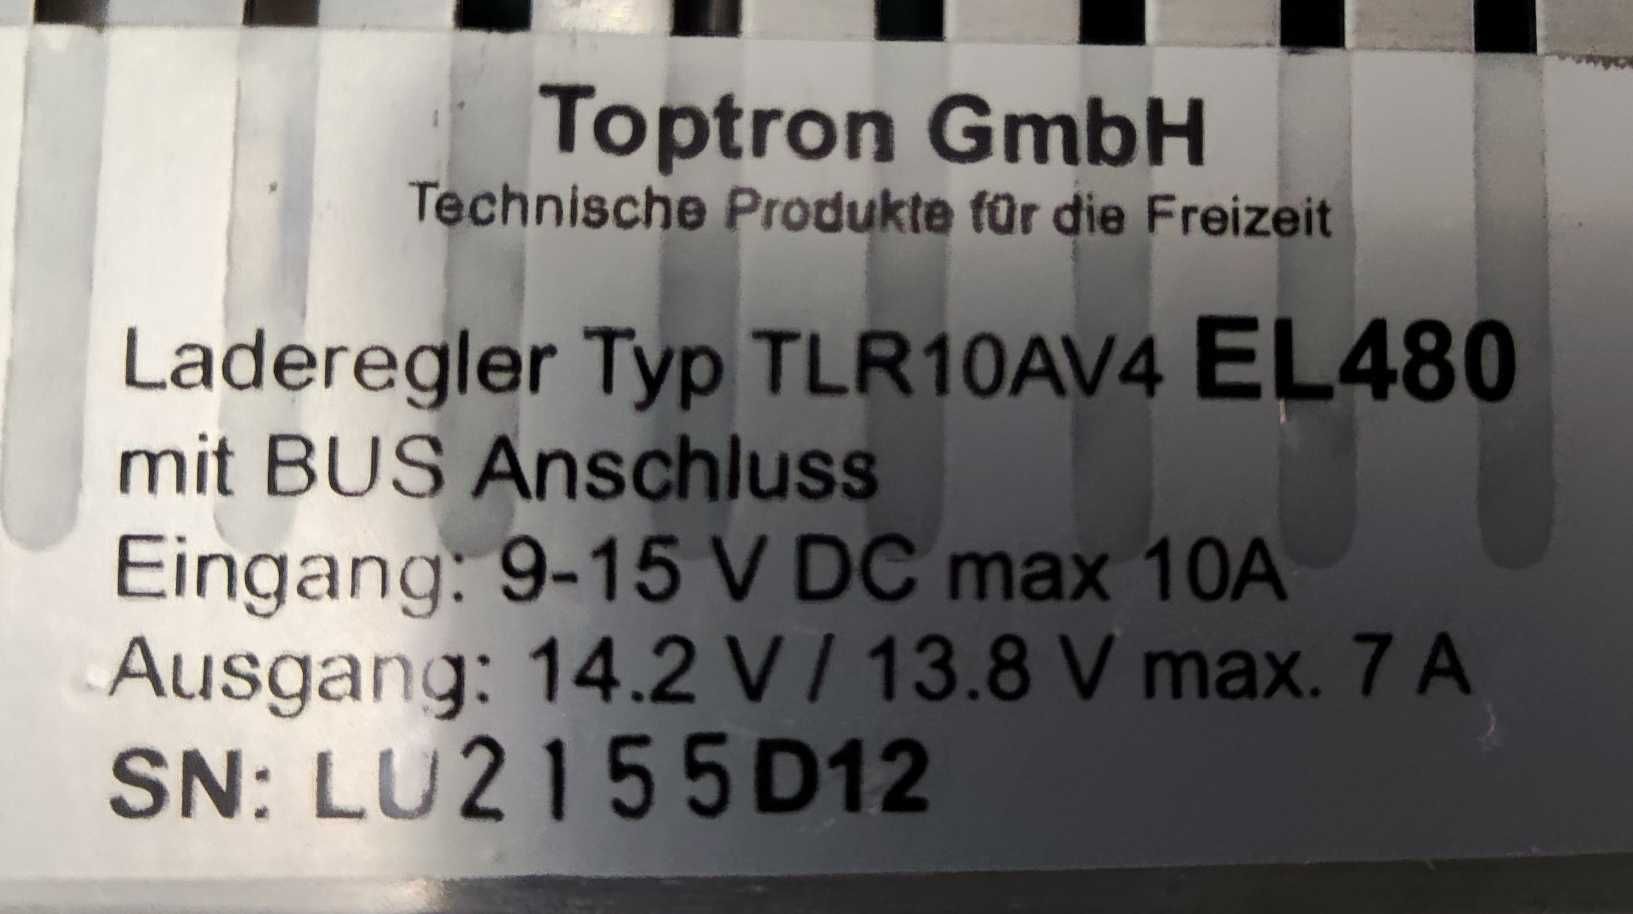 Toptron GmbH
Technische Produkte für die Freizeit
Laderegler Typ TLR10AV4 EL480
mit BUS Anschluss
Eingang: 9-15 V DC max 10A
Ausgang: 14.2 V / 13.8 V max. 7 A
SN: LU2155D12